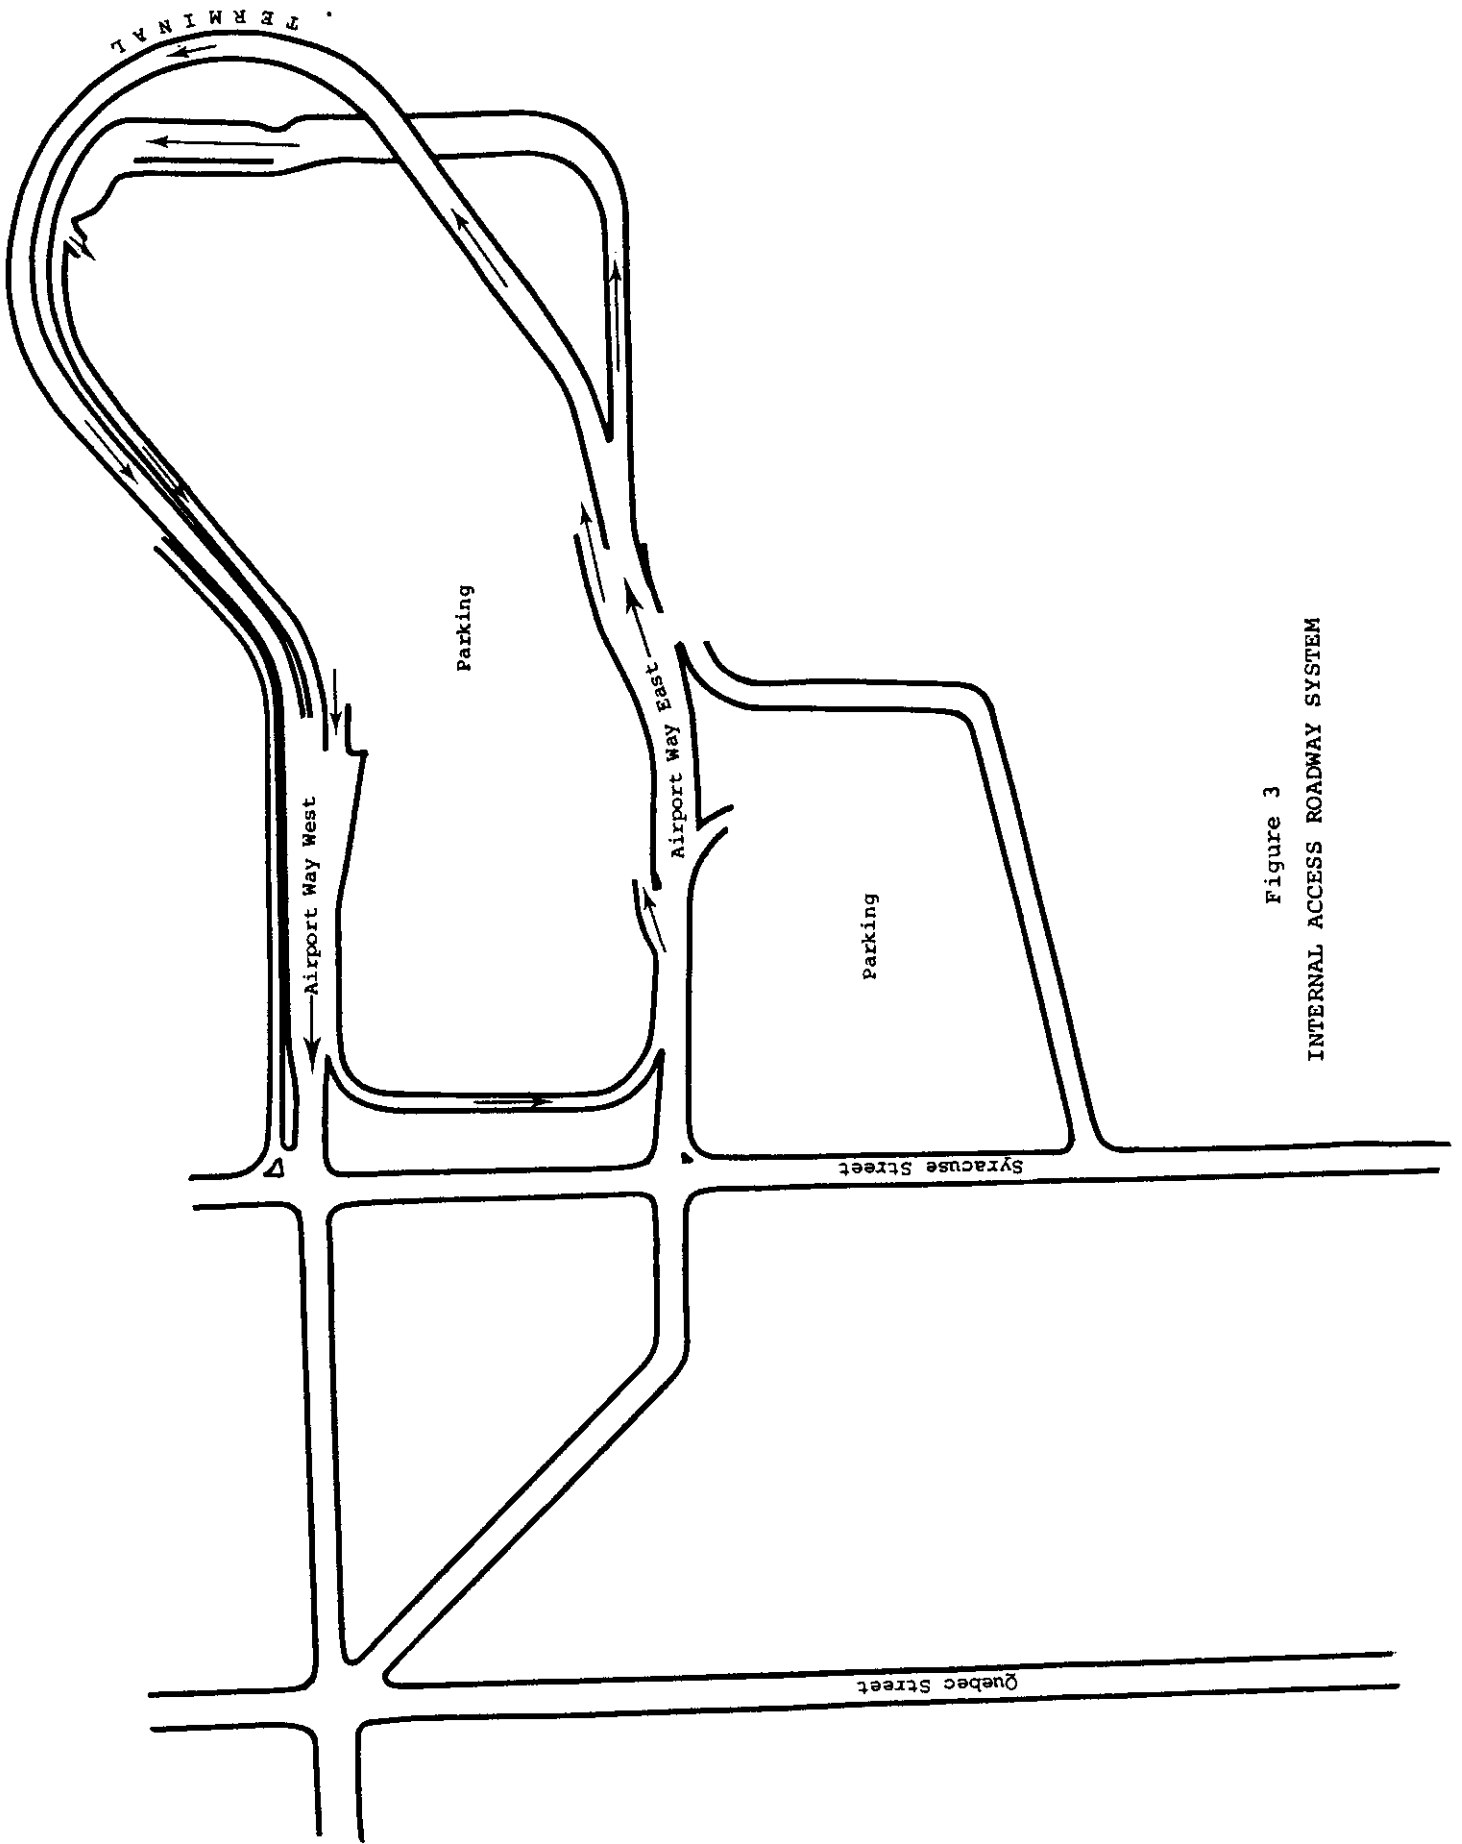 TERMINAL
Parking
Airport Way West
Airport Way East
Parking
Syracuse Street
Quebec Street
Figure 3
INTERNAL ACCESS ROADWAY SYSTEM